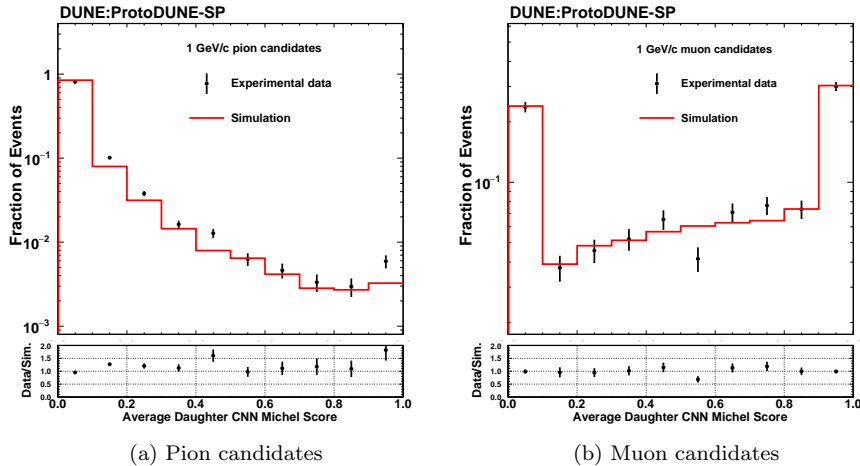 DUNE:ProtoDUNE-SP
1 GeV/c pion candidates
Experimental data
Simulation
Fraction of Events
1
10⁻¹
10⁻²
10⁻³
Data/Sim.
2.0
1.5
1.0
0.5
0.0
0.0 0.2 0.4 0.6 0.8 1.0
Average Daughter CNN Michel Score
(a) Pion candidates
DUNE:ProtoDUNE-SP
1 GeV/c muon candidates
Experimental data
Simulation
Fraction of Events
10⁻¹
Data/Sim.
2.0
1.5
1.0
0.5
0.0
0.0 0.2 0.4 0.6 0.8 1.0
Average Daughter CNN Michel Score
(b) Muon candidates